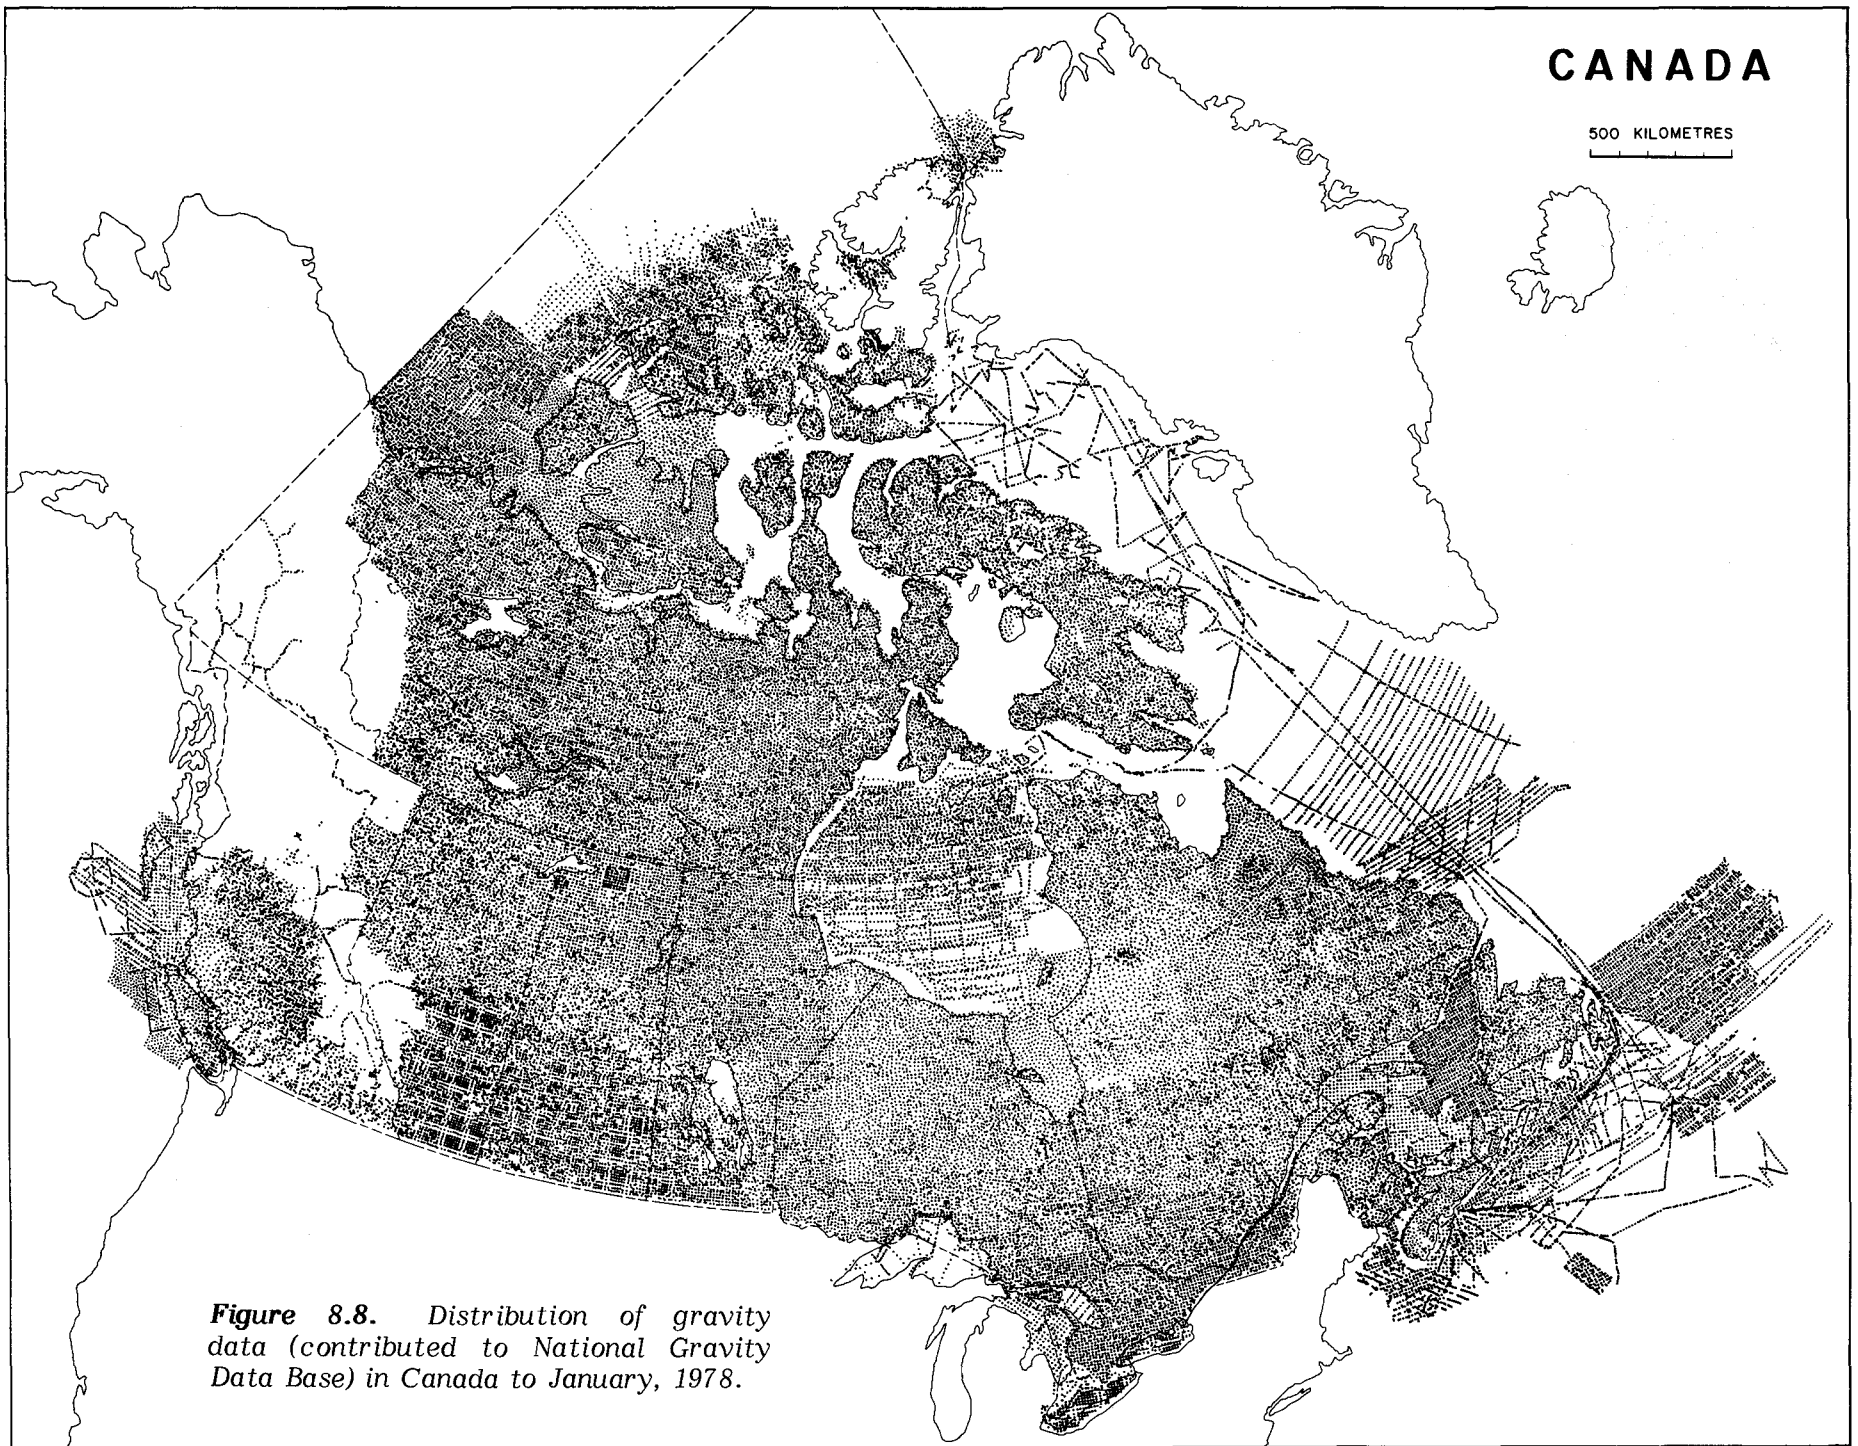 CANADA
500 KILOMETRES
Figure 8.8. Distribution of gravity
data (contributed to National Gravity
Data Base) in Canada to January, 1978.